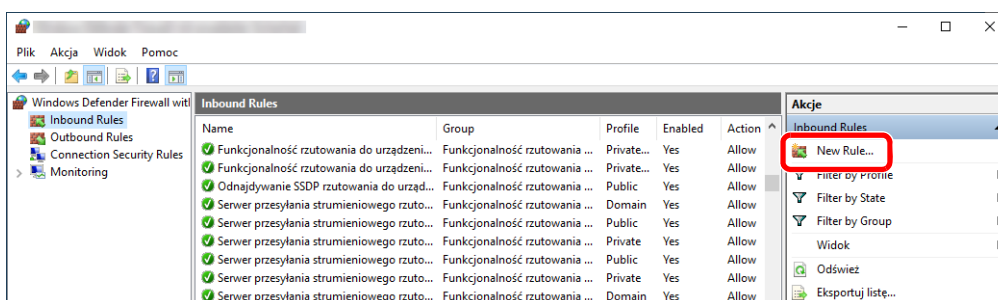 Plik Akcja Widok Pomoc
Windows Defender Firewall witl
Inbound Rules
Outbound Rules
Connection Security Rules
Monitoring
Inbound Rules
Name Group Profile Enabled Action
Funkcjonalność rzutowania do urządzeni... Funkcjonalność rzutowania ... Private... Yes Allow
Funkcjonalność rzutowania do urządzeni... Funkcjonalność rzutowania ... Private... Yes Allow
Odnajdywanie SSDP rzutowania do urząd... Funkcjonalność rzutowania ... Public Yes Allow
Serwer przesyłania strumieniowego rzuto... Funkcjonalność rzutowania ... Domain Yes Allow
Serwer przesyłania strumieniowego rzuto... Funkcjonalność rzutowania ... Public Yes Allow
Serwer przesyłania strumieniowego rzuto... Funkcjonalność rzutowania ... Private Yes Allow
Serwer przesyłania strumieniowego rzuto... Funkcjonalność rzutowania ... Public Yes Allow
Serwer przesyłania strumieniowego rzuto... Funkcjonalność rzutowania ... Private Yes Allow
Serwer przesyłania strumieniowego rzuto... Funkcjonalność rzutowania ... Domain Yes Allow
Akcje
Inbound Rules
New Rule...
Filter by Profile
Filter by State
Filter by Group
Widok
Odśwież
Eksportuj listę...